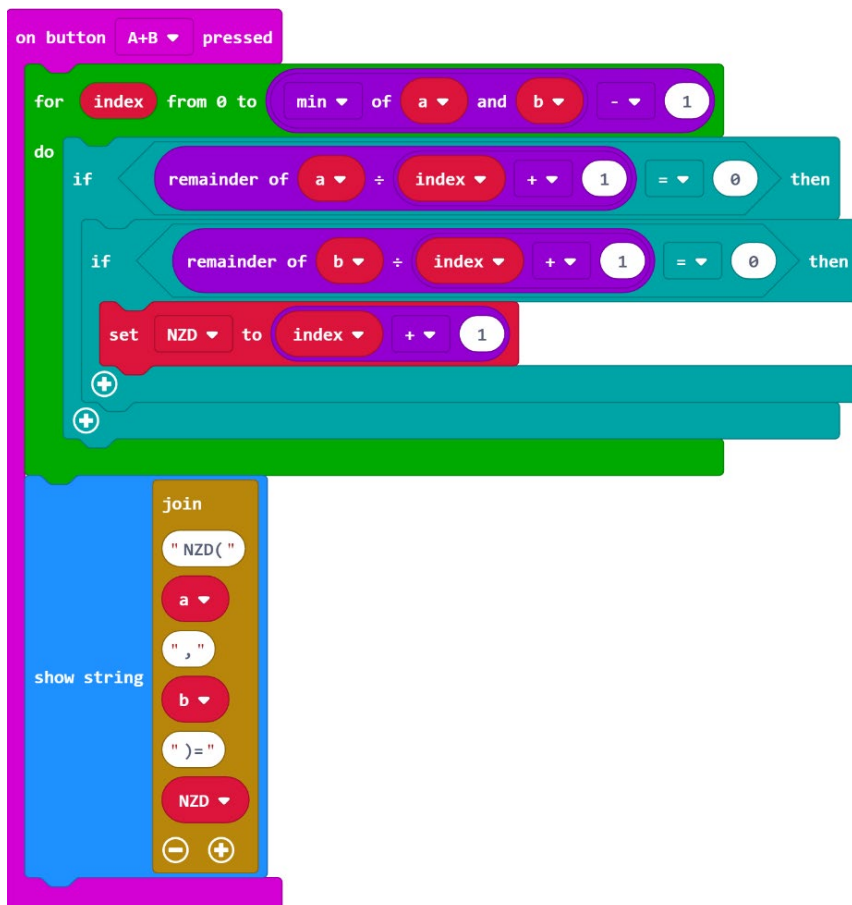 on button A+B pressed
for index from 0 to min of a and b - 1
do
if remainder of a ÷ index + 1 = 0 then
if remainder of b ÷ index + 1 = 0 then
set NZD to index + 1
join
"NZD("
a
","
show string
b
")="
NZD